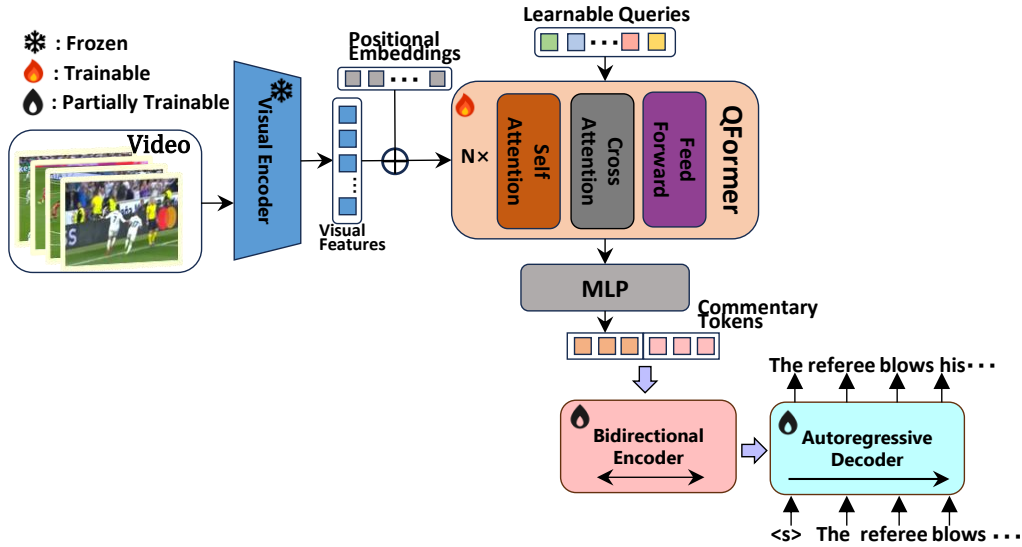 Learnable Queries
: Frozen
: Trainable
: Partially Trainable
Positional
Embeddings
Video
Visual Encoder
Visual
Features
N×
Self
Attention
Cross
Attention
Feed
Forward
QFormer
MLP
Commentary
Tokens
The referee blows his ···
Bidirectional
Encoder
Autoregressive
Decoder
<s> The referee blows ···